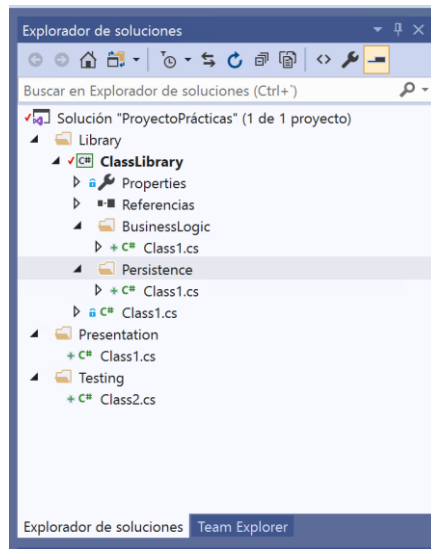 Explorador de soluciones
Buscar en Explorador de soluciones (Ctrl+`)
Solución "ProyectoPrácticas" (1 de 1 proyecto)
Library
C# ClassLibrary
Properties
Referencias
BusinessLogic
+ C# Class1.cs
Persistence
+ C# Class1.cs
C# Class1.cs
Presentation
+ C# Class1.cs
Testing
+ C# Class2.cs
Explorador de soluciones Team Explorer